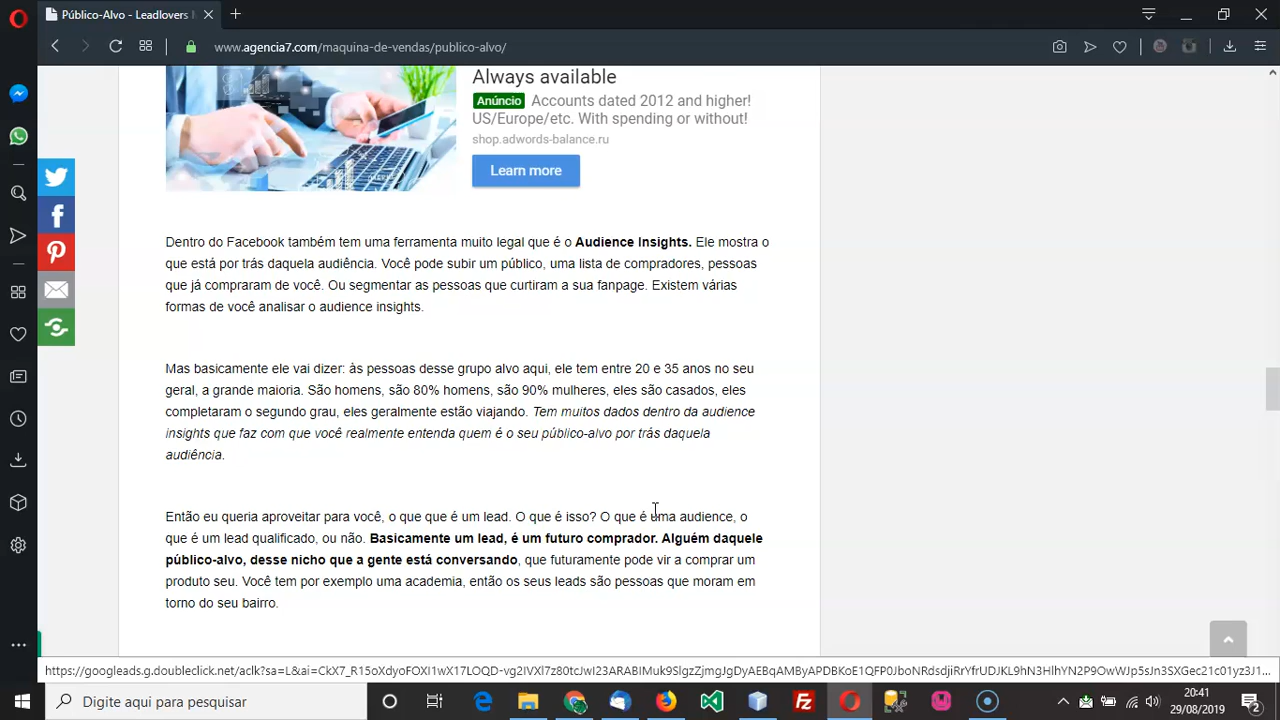 Público-Alvo - Leadlovers
www.agencia7.com/maquina-de-vendas/publico-alvo/
Always available
Anúncio Accounts dated 2012 and higher!
US/Europe/etc. With spending or without!
shop.adwords-balance.ru
Learn more
Dentro do Facebook também tem uma ferramenta muito legal que é o Audience Insights. Ele mostra o
que está por trás daquela audiência. Você pode subir um público, uma lista de compradores, pessoas
que já compraram de você. Ou segmentar as pessoas que curtiram a sua fanpage. Existem várias
formas de você analisar o audience insights.
Mas basicamente ele vai dizer: às pessoas desse grupo alvo aqui, ele tem entre 20 e 35 anos no seu
geral, a grande maioria. São homens, são 80% homens, são 90% mulheres, eles são casados, eles
completaram o segundo grau, eles geralmente estão viajando. Tem muitos dados dentro da audience
insights que faz com que você realmente entenda quem é o seu público-alvo por trás daquela
audiência.
Então eu queria aproveitar para você, o que que é um lead. O que é isso? O que é uma audience, o
que é um lead qualificado, ou não. Basicamente um lead, é um futuro comprador. Alguém daquele
público-alvo, desse nicho que a gente está conversando, que futuramente pode vir a comprar um
produto seu. Você tem por exemplo uma academia, então os seus leads são pessoas que moram em
torno do seu bairro.
Digite aqui para pesquisar
20:41
29/08/2019
2